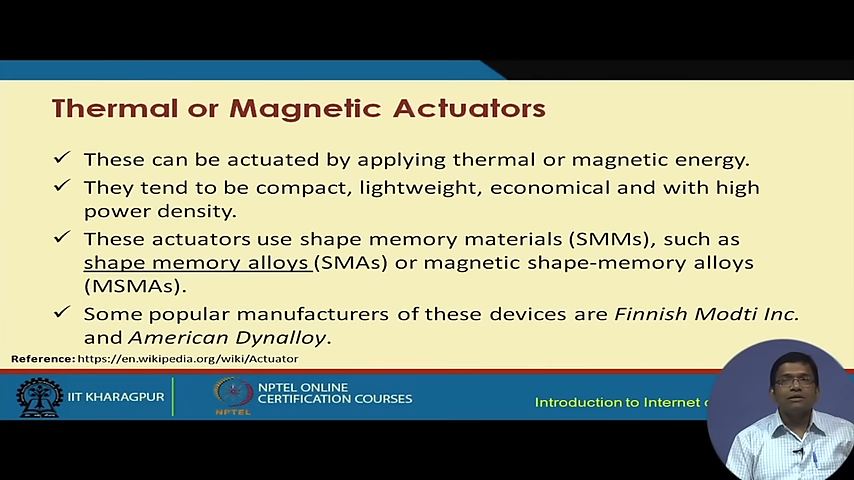 Thermal or Magnetic Actuators
✓ These can be actuated by applying thermal or magnetic energy.
✓ They tend to be compact, lightweight, economical and with high
power density.
✓ These actuators use shape memory materials (SMMs), such as
shape memory alloys (SMAs) or magnetic shape-memory alloys
(MSMAs).
✓ Some popular manufacturers of these devices are Finnish Modti Inc.
and American Dynalloy.
Reference: https://en.wikipedia.org/wiki/Actuator
IIT KHARAGPUR
NPTEL
NPTEL ONLINE
CERTIFICATION COURSES
Introduction to Internet